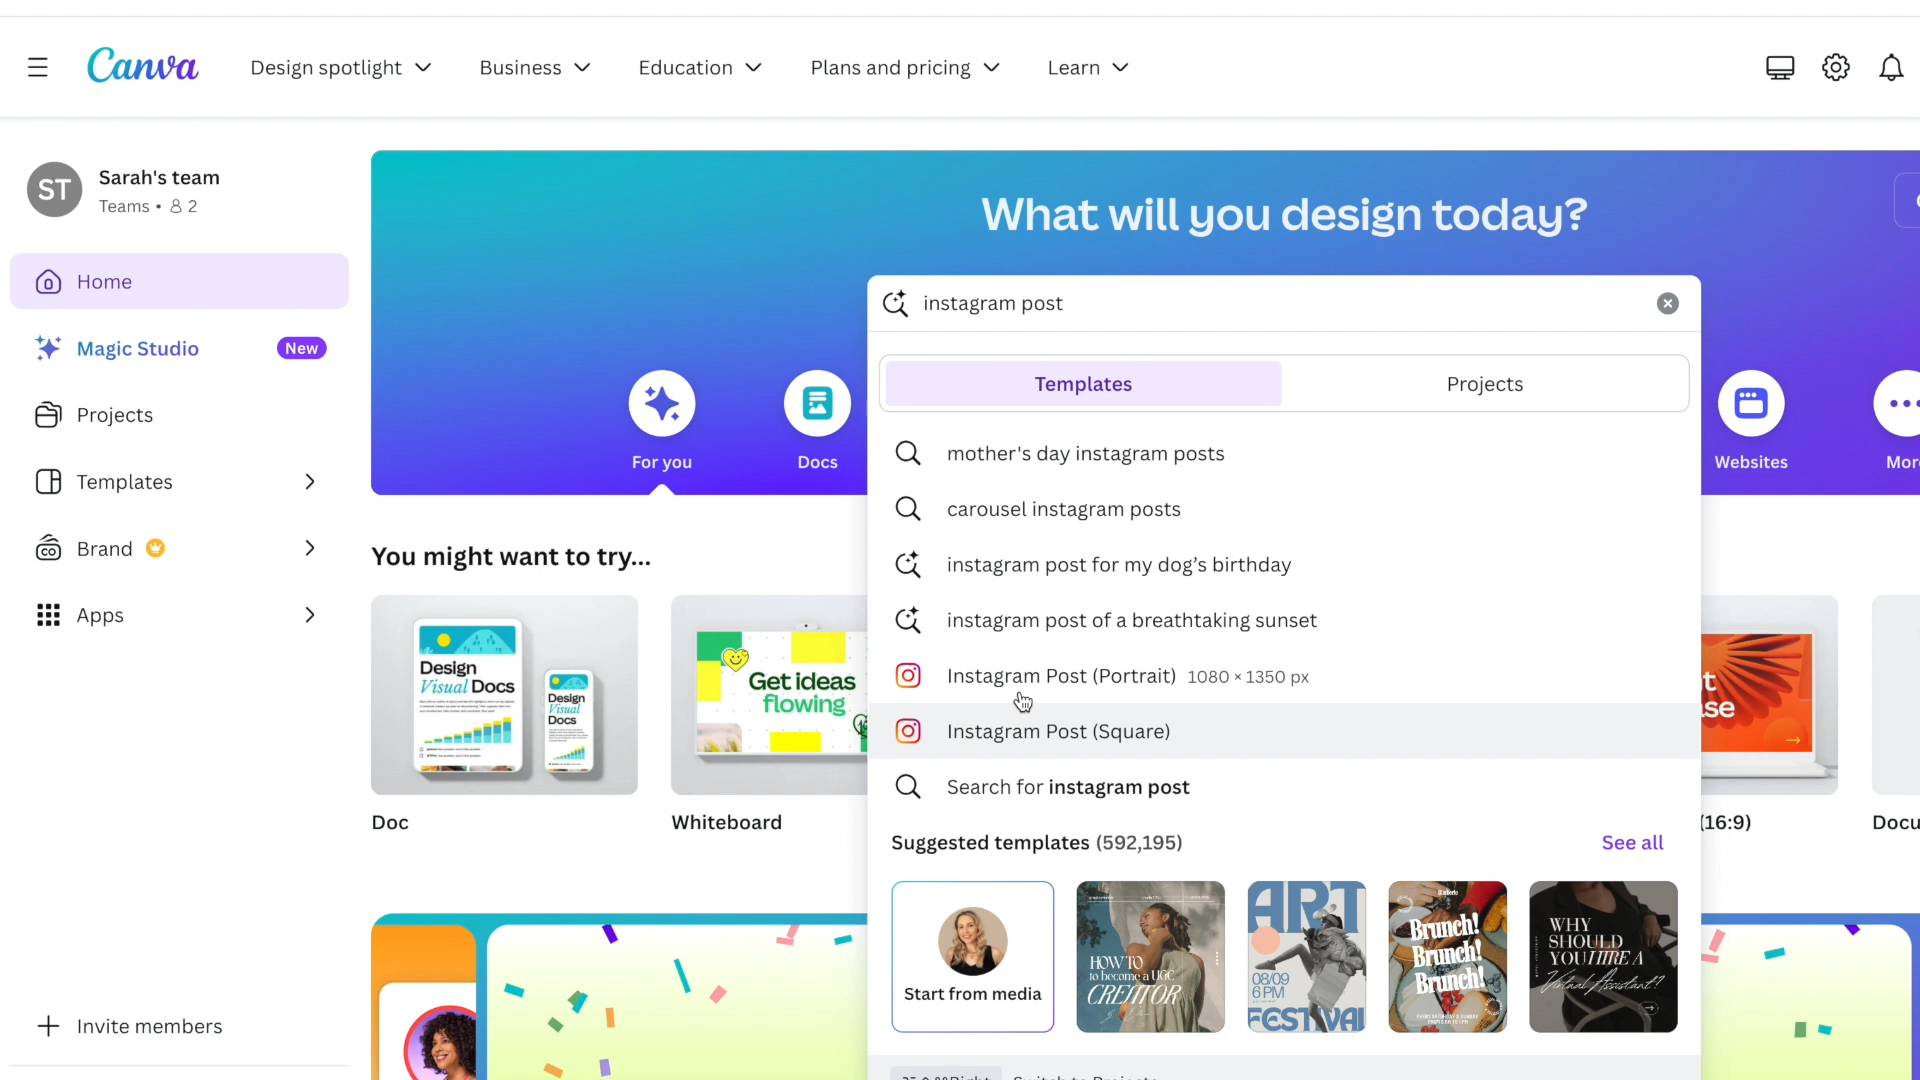 Canva
Design spotlight
Business
Education
Plans and pricing
Learn
ST
Sarah's team
Teams • 2
Home
Magic Studio
New
Projects
Templates
Brand
Apps
Invite members
What will you design today?
instagram post
Templates
Projects
mother's day instagram posts
carousel instagram posts
instagram post for my dog’s birthday
instagram post of a breathtaking sunset
Instagram Post (Portrait) 1080 × 1350 px
Instagram Post (Square)
Search for instagram post
Suggested templates (592,195)
See all
Start from media
HOW TO
to become a UGC
CREATOR
ART
08/09
6 PM
FESTIVAL
Brunch!
Brunch!
Brunch!
WHY
SHOULD
YOU HIRE A
Virtual Assistant?
For you
Docs
Websites
You might want to try...
Design
Visual Docs
Design
Visual
Docs
Get ideas
flowing
Doc
Whiteboard
(16:9)